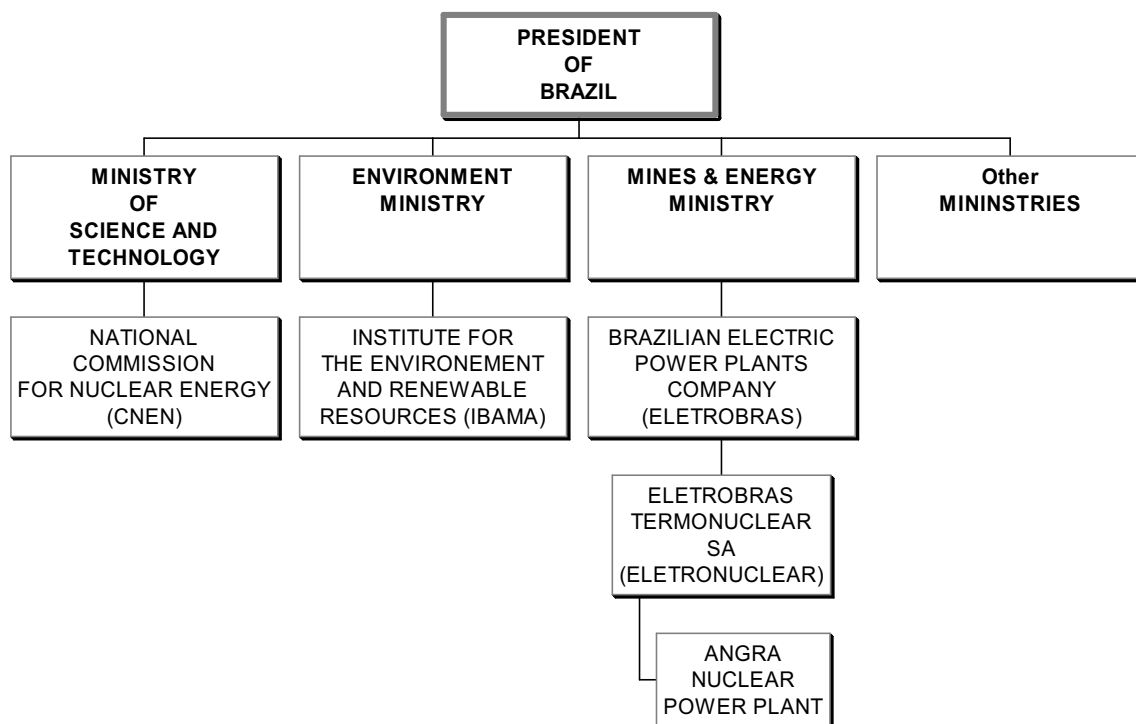 PRESIDENT
OF
BRAZIL
MINISTRY
OF
SCIENCE AND
TECHNOLOGY
ENVIRONMENT
MINISTRY
MINES & ENERGY
MINISTRY
Other
MININSTRIES
NATIONAL
COMMISSION
FOR NUCLEAR ENERGY
(CNEN)
INSTITUTE FOR
THE ENVIRONEMENT
AND RENEWABLE
RESOURCES (IBAMA)
BRAZILIAN ELECTRIC
POWER PLANTS
COMPANY
(ELETROBRAS)
ELETROBRAS
TERMONUCLEAR
SA
(ELETRONUCLEAR)
ANGRA
NUCLEAR
POWER PLANT